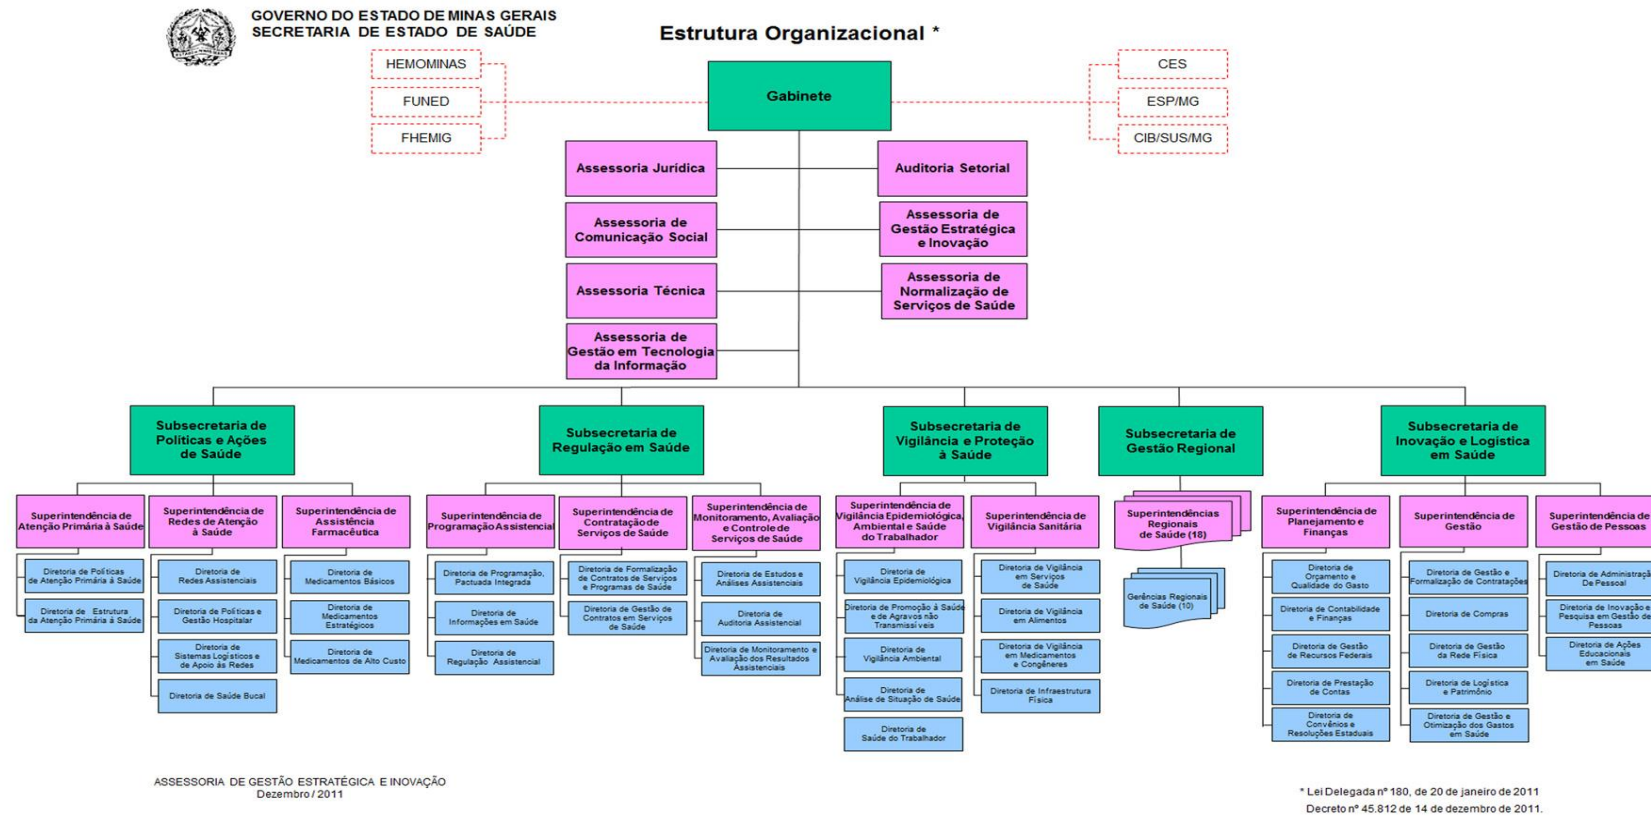 GOVERNO DO ESTADO DE MINAS GERAIS
SECRETARIA DE ESTADO DE SAÚDE
Estrutura Organizacional *
HEMOMINAS
FUNED
FHEMIG
Gabinete
CES
ESP/MG
CIB/SUS/MG
Assessoria Jurídica
Auditoria Setorial
Assessoria de
Comunicação Social
Assessoria de
Gestão Estratégica
e Inovação
Assessoria Técnica
Assessoria de
Normalização de
Serviços de Saúde
Assessoria de
Gestão em Tecnologia
da Informação
Subsecretaria de
Políticas e Ações
de Saúde
Subsecretaria de
Regulação em Saúde
Subsecretaria de
Vigilância e Proteção
à Saúde
Subsecretaria de
Gestão Regional
Subsecretaria de
Inovação e Logística
em Saúde
Superintendência de
Atenção Primária à Saúde
Superintendência de
Redes de Atenção
à Saúde
Superintendência de
Assistência
Farmacêutica
Superintendência de
Programação Assistencial
Superintendência de
Contratação de
Serviços de Saúde
Superintendência de
Monitoramento, Avaliação
e Controle de
Serviços de Saúde
Superintendência de
Vigilância Epidemiológica,
Ambiental e Saúde
do Trabalhador
Superintendência de
Vigilância Sanitária
Superintendências
Regionais
de Saúde (18)
Superintendência de
Planejamento e
Finanças
Superintendência de
Gestão
Superintendência de
Gestão de Pessoas
Diretoria de Políticas
de Atenção Primária á Saúde
Diretoria de Estrutura
da Atenção Primária á Saúde
Diretoria de
Redes Assistenciais
Diretoria de Políticas e
Gestão Hospitalar
Diretoria de
Sistemas Logísticos e
de Apoio ás Redes
Diretoria de Saúde Bucal
Diretoria de
Medicamentos Básicos
Diretoria de
Medicamentos
Estratégicos
Diretoria de
Medicamentos de Alto Custo
Diretoria de Programação,
Pactuada Integrada
Diretoria de
Informações em Saúde
Diretoria de
Regulação Assistencial
Diretoria de Formalização
de Contratos de Serviços
e Programas de Saúde
Diretoria de Gestão de
Contratos em Serviços
de Saúde
Diretoria de Estudos e
Análises Assistenciais
Diretoria de
Auditoria Assistencial
Diretoria de Monitoramento e
Avaliação dos Resultados
Assistenciais
Diretoria de
Vigilância Epidemiológica
Diretoria de Promoção á Saúde
e de Agravos não
Transmissí veis
Diretoria de
Vigilância Ambiental
Diretoria de
Análise de Situação de Saúde
Diretoria de
Saúde do Trabalhador
Diretoria de Vigilância
em Serviços
de Saúde
Diretoria de Vigilância
em Alimentos
Diretoria de Vigilância
em Medicamentos
e Congêneres
Diretoria de Infraestrutura
Física
Gerências Regionais
de Saúde (10)
Diretoria de
Orçamento e
Qualidade do Gasto
Diretoria de Contabilidade
e Finanças
Diretoria de Gestão
de Recursos Federais
Diretoria de Prestação
de Contas
Diretoria de
Convênios e
Resoluções Estaduais
Diretoria de Gestão e
Formalização de Contratações
Diretoria de Compras
Diretoria de Gestão
da Rede Física
Diretoria de Logística
e Patrimônio
Diretoria de Gestão e
Otimização dos Gastos
em Saúde
Diretoria de Administraçã
De Pessoal
Diretoria de Inovação e
Pesquisa em Gestão de
Pessoas
Diretoria de Ações
Educacionais
em Saúde
ASSESSORIA DE GESTÃO ESTRATÉGICA E INOVAÇÃO
Dezembro / 2011
* Lei Delegada nº 180, de 20 de janeiro de 2011
Decreto nº 45.812 de 14 de dezembro de 2011.